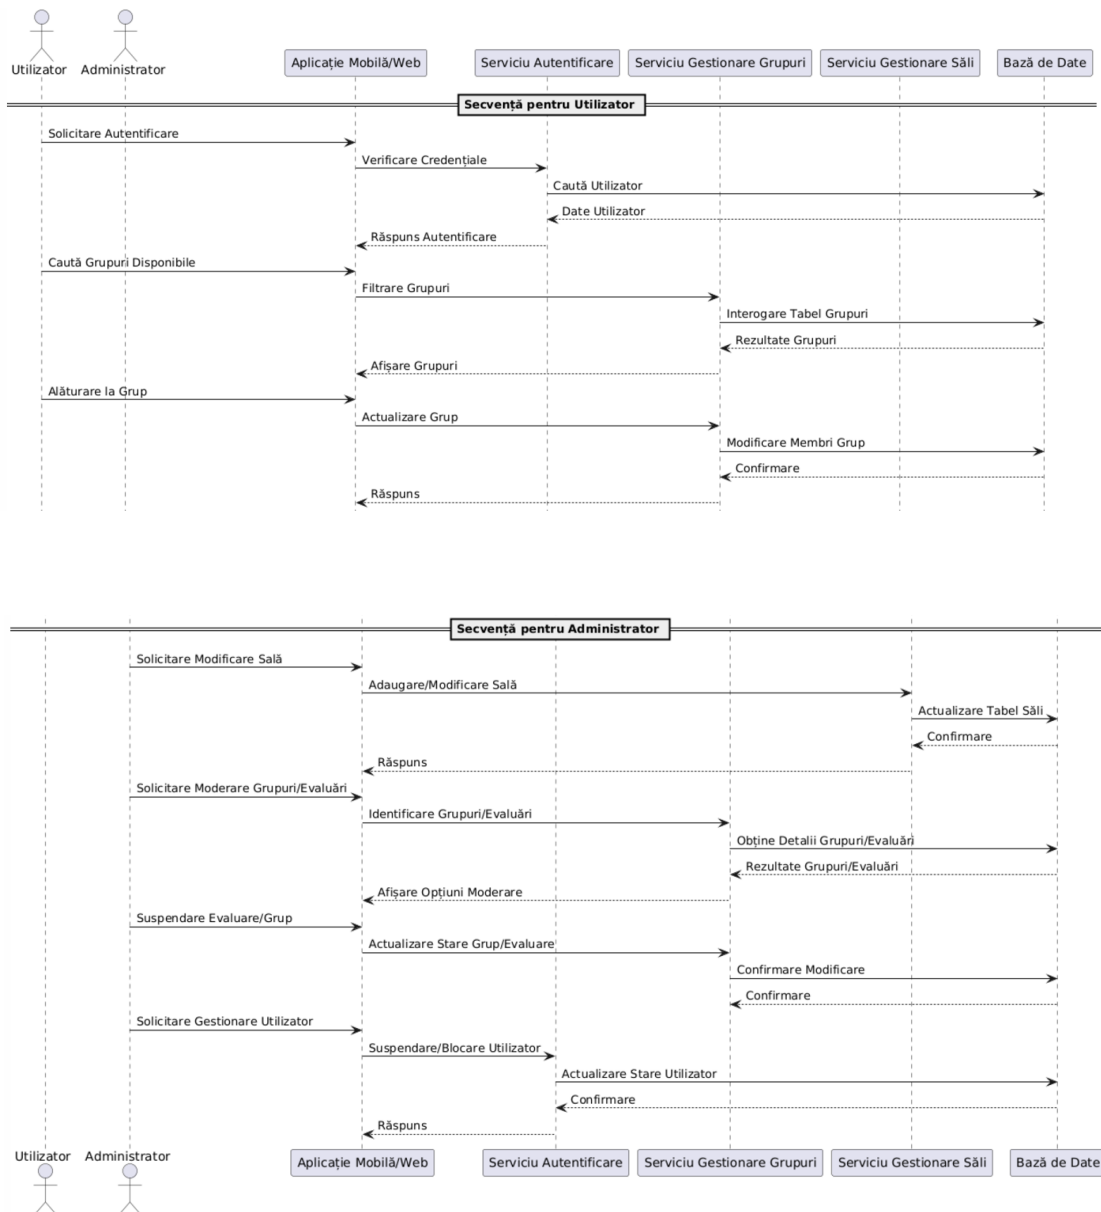 Utilizator
Administrator
Aplicație Mobilă/Web
Serviciu Autentificare
Serviciu Gestionare Grupuri
Serviciu Gestionare Săli
Bază de Date
Secvență pentru Utilizator
Solicitare Autentificare
Verificare Credențiale
Caută Utilizator
Date Utilizator
Răspuns Autentificare
Caută Grupuri Disponibile
Filtrare Grupuri
Interogare Tabel Grupuri
Rezultate Grupuri
Afișare Grupuri
Alăturare la Grup
Actualizare Grup
Modificare Membri Grup
Confirmare
Răspuns
Secvență pentru Administrator
Solicitare Modificare Sală
Adaugare/Modificare Sală
Actualizare Tabel Săli
Confirmare
Răspuns
Solicitare Moderare Grupuri/Evaluări
Identificare Grupuri/Evaluări
Obține Detalii Grupuri/Evaluări
Rezultate Grupuri/Evaluări
Afișare Opțiuni Moderare
Suspendare Evaluare/Grup
Actualizare Stare Grup/Evaluare
Confirmare Modificare
Confirmare
Solicitare Gestionare Utilizator
Suspendare/Blocare Utilizator
Actualizare Stare Utilizator
Confirmare
Răspuns
Utilizator
Administrator
Aplicație Mobilă/Web
Serviciu Autentificare
Serviciu Gestionare Grupuri
Serviciu Gestionare Săli
Bază de Date